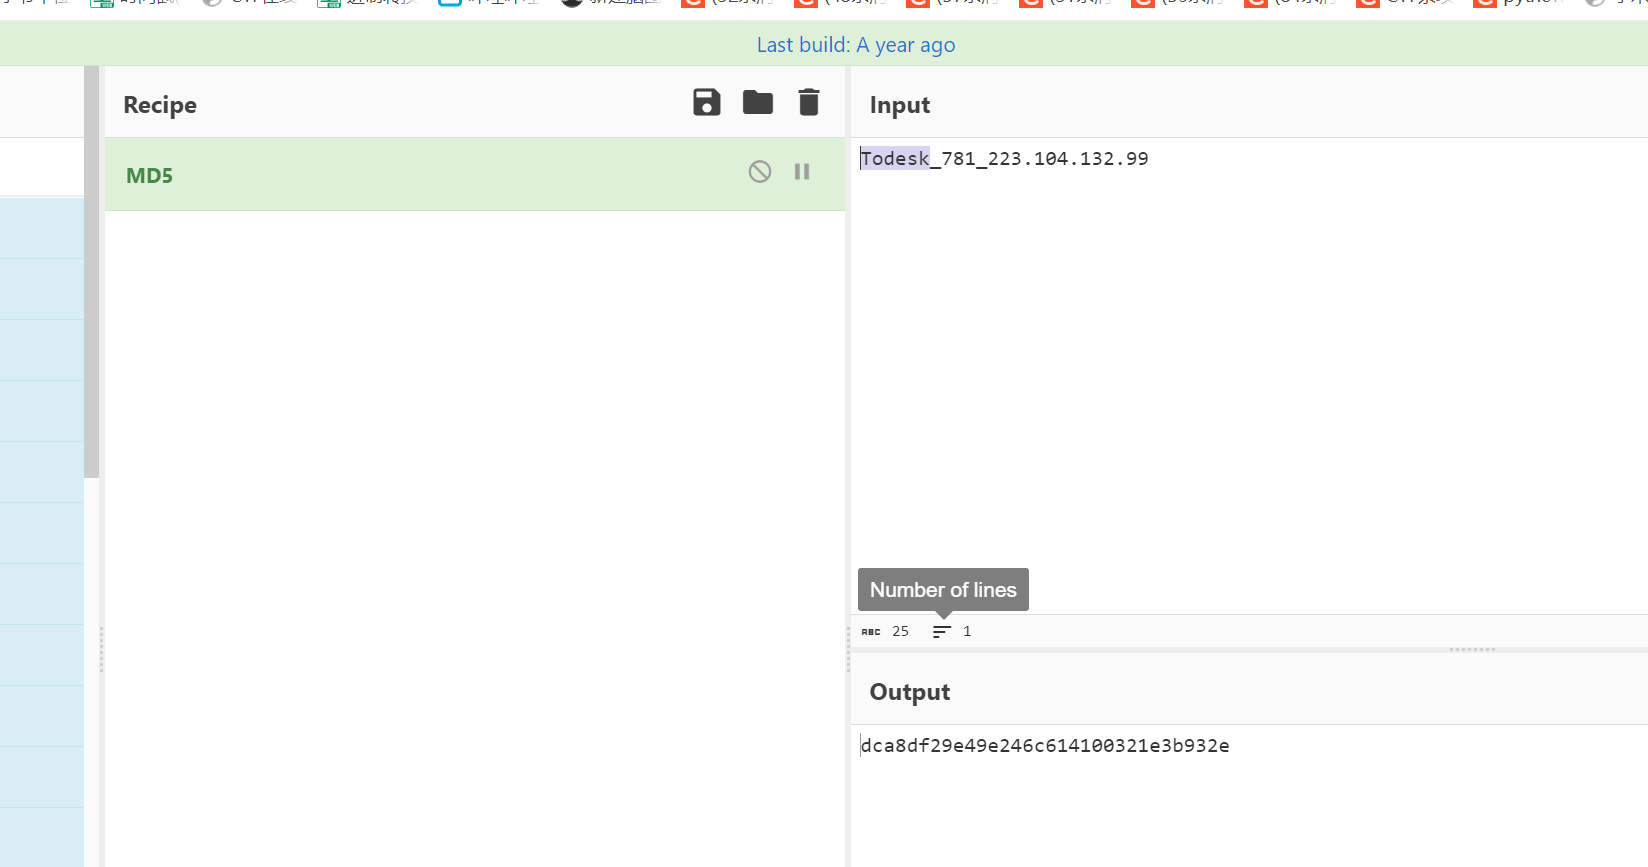 Last build: A year ago
Recipe
Input
MD5
Todesk_781_223.104.132.99
Number of lines
ABC 25 1
Output
dca8df29e49e246c614100321e3b932e